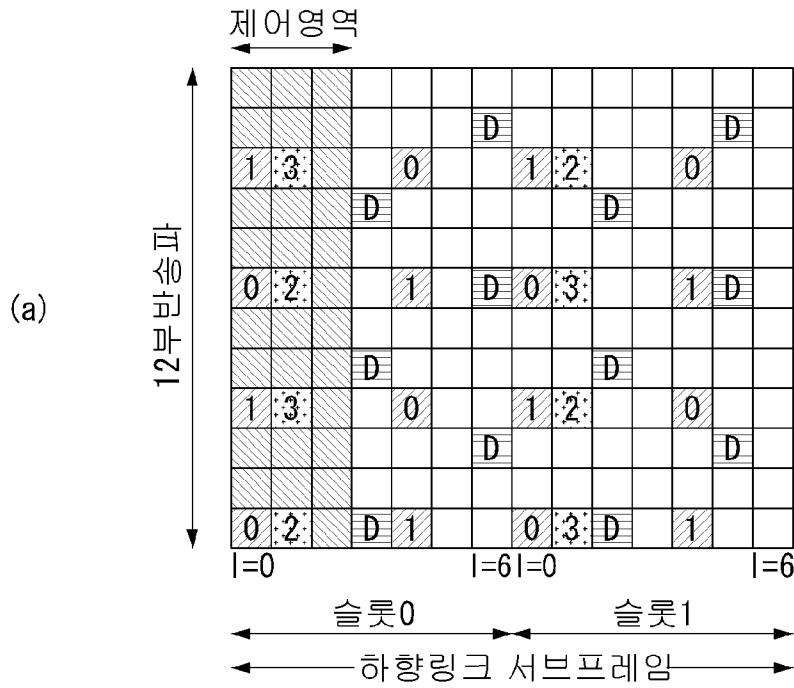 제어영역
D D
1 3 0 1 2 0
D D
12부반송파
0 2 1 D 0 3 1 D
(a)
D D
1 3 0 1 2 0
D D
0 2 D 1 0 3 D 1
l=0 l=6 l=0 l=6
슬롯0 슬롯1
하향링크 서브프레임